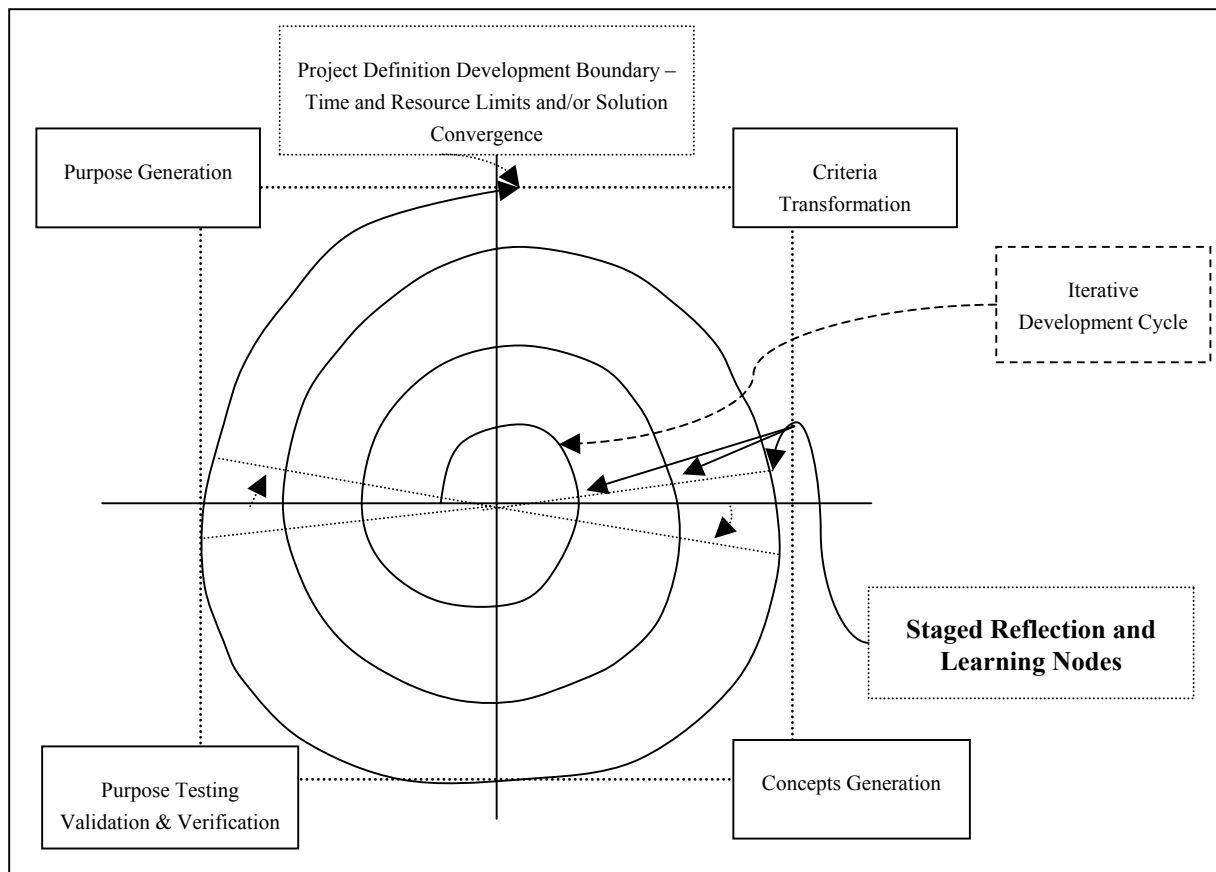 Project Definition Development Boundary –
Time and Resource Limits and/or Solution
Convergence
Purpose Generation
Criteria
Transformation
Iterative
Development Cycle
Staged Reflection and
Learning Nodes
Purpose Testing
Validation & Verification
Concepts Generation